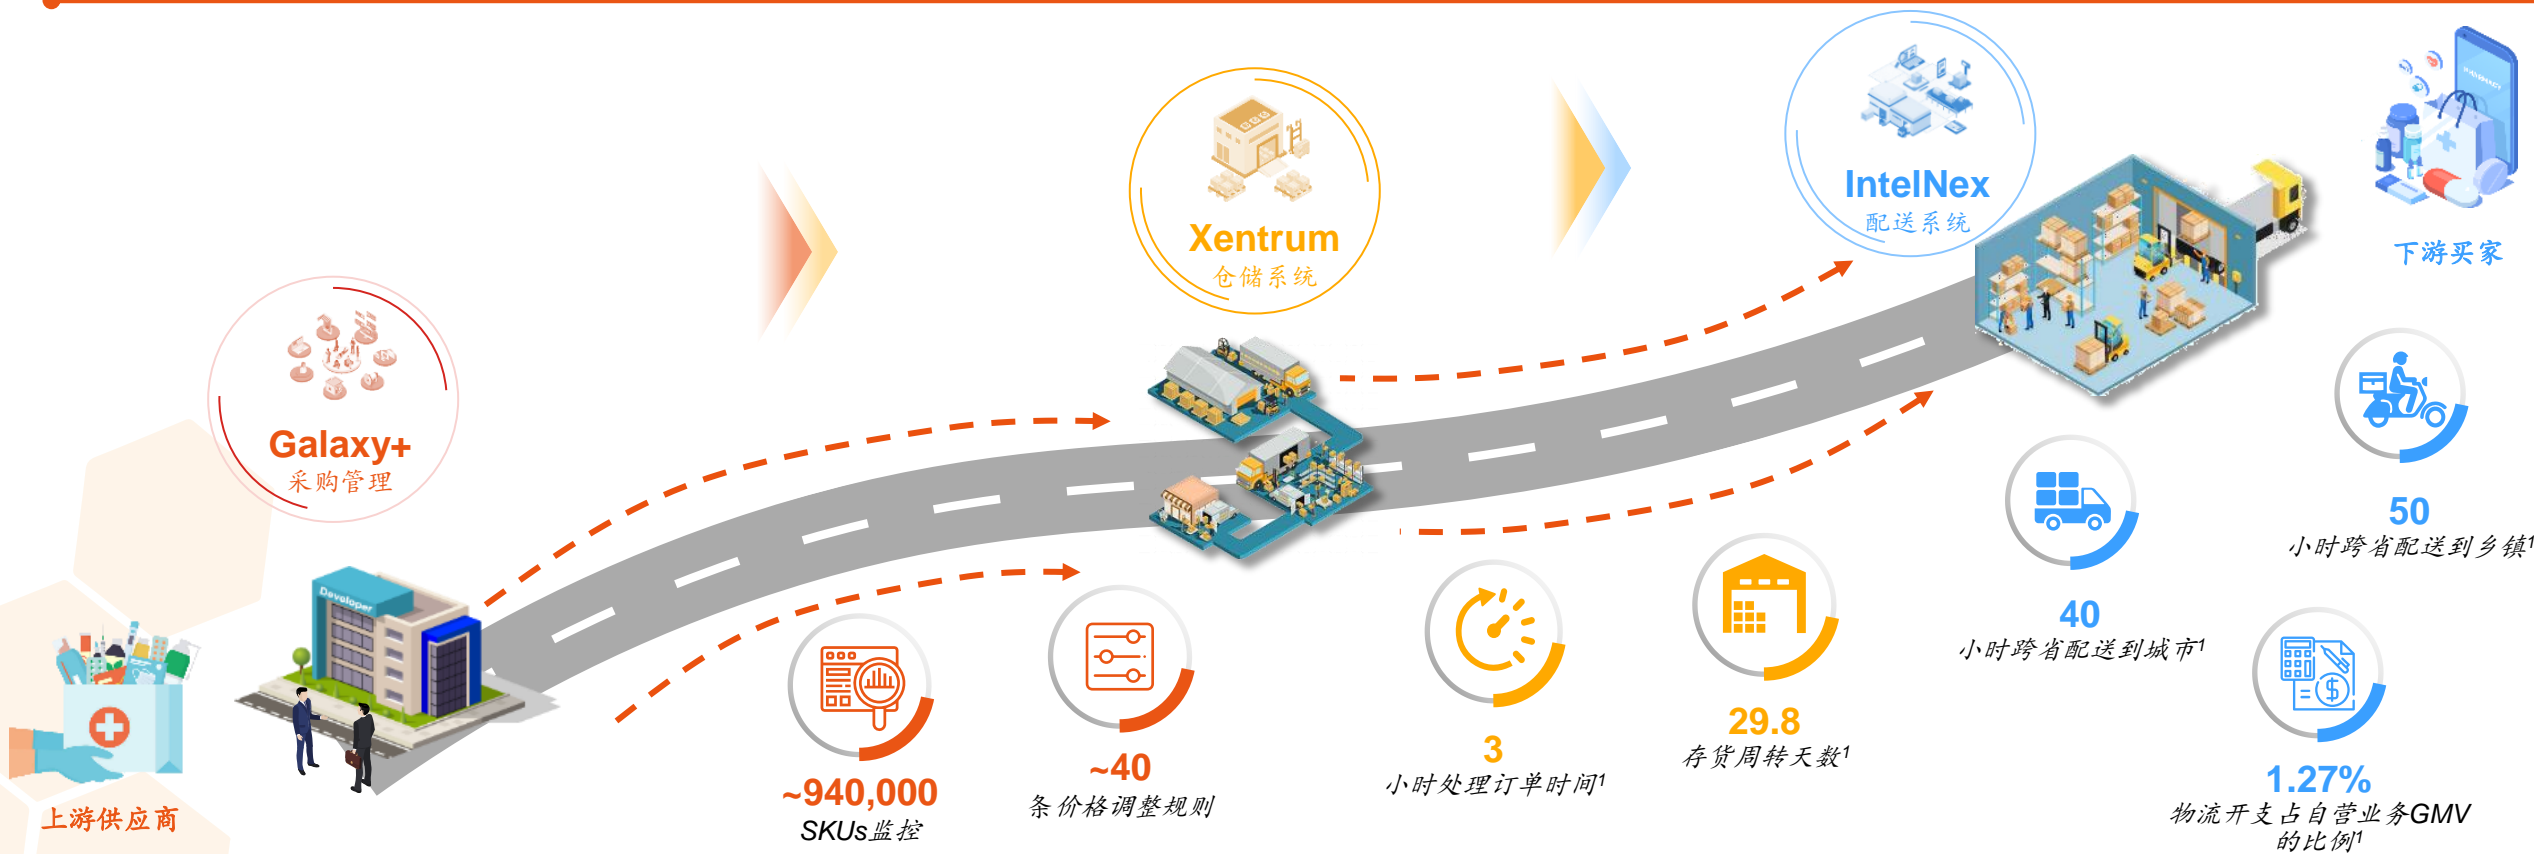 IntelNex
配送系统
Xentrum
仓储系统
下游买家
Galaxy+
采购管理
Developer
上游供应商
~940,000
SKUs监控
~40
条价格调整规则
3
小时处理订单时间1
29.8
存货周转天数1
40
小时跨省配送到城市1
50
小时跨省配送到乡镇1
1.27%
物流开支占自营业务GMV
的比例1